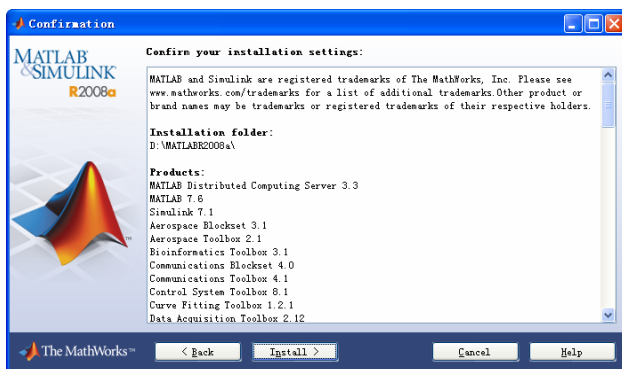 Confirmation
MATLAB
&SIMULINK
R2008a
Confirm your installation settings:
MATLAB and Simulink are registered trademarks of The MathWorks, Inc. Please see
www.mathworks.com/trademarks for a list of additional trademarks.Other product or
brand names may be trademarks or registered trademarks of their respective holders.
Installation folder:
D:\MATLABR2008a\
Products:
MATLAB Distributed Computing Server 3.3
MATLAB 7.6
Simulink 7.1
Aerospace Blockset 3.1
Aerospace Toolbox 2.1
Bioinformatics Toolbox 3.1
Communications Blockset 4.0
Communications Toolbox 4.1
Control System Toolbox 8.1
Curve Fitting Toolbox 1.2.1
Data Acquisition Toolbox 2.12
The MathWorks™
< Back
Install >
Cancel
Help